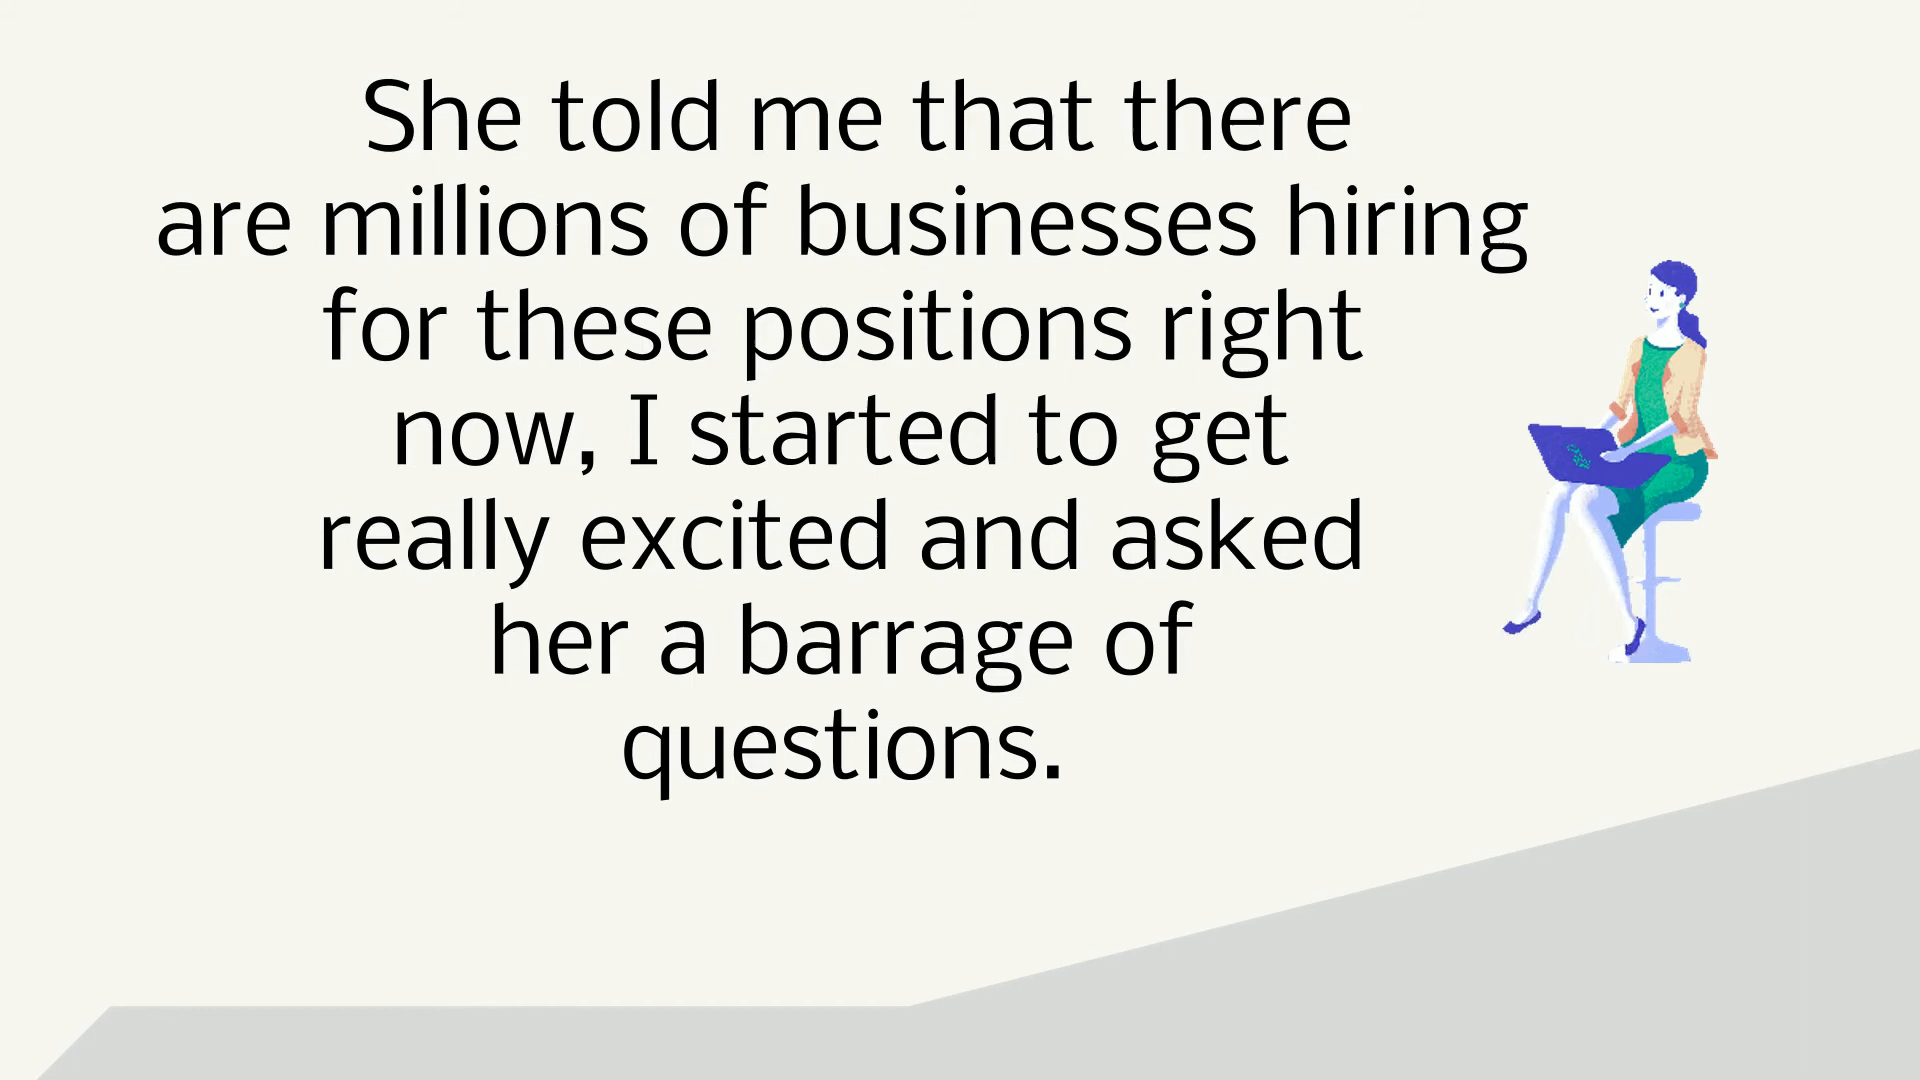 She told me that there
are millions of businesses hiring
for these positions right
now, I started to get
really excited and asked
her a barrage of
questions.